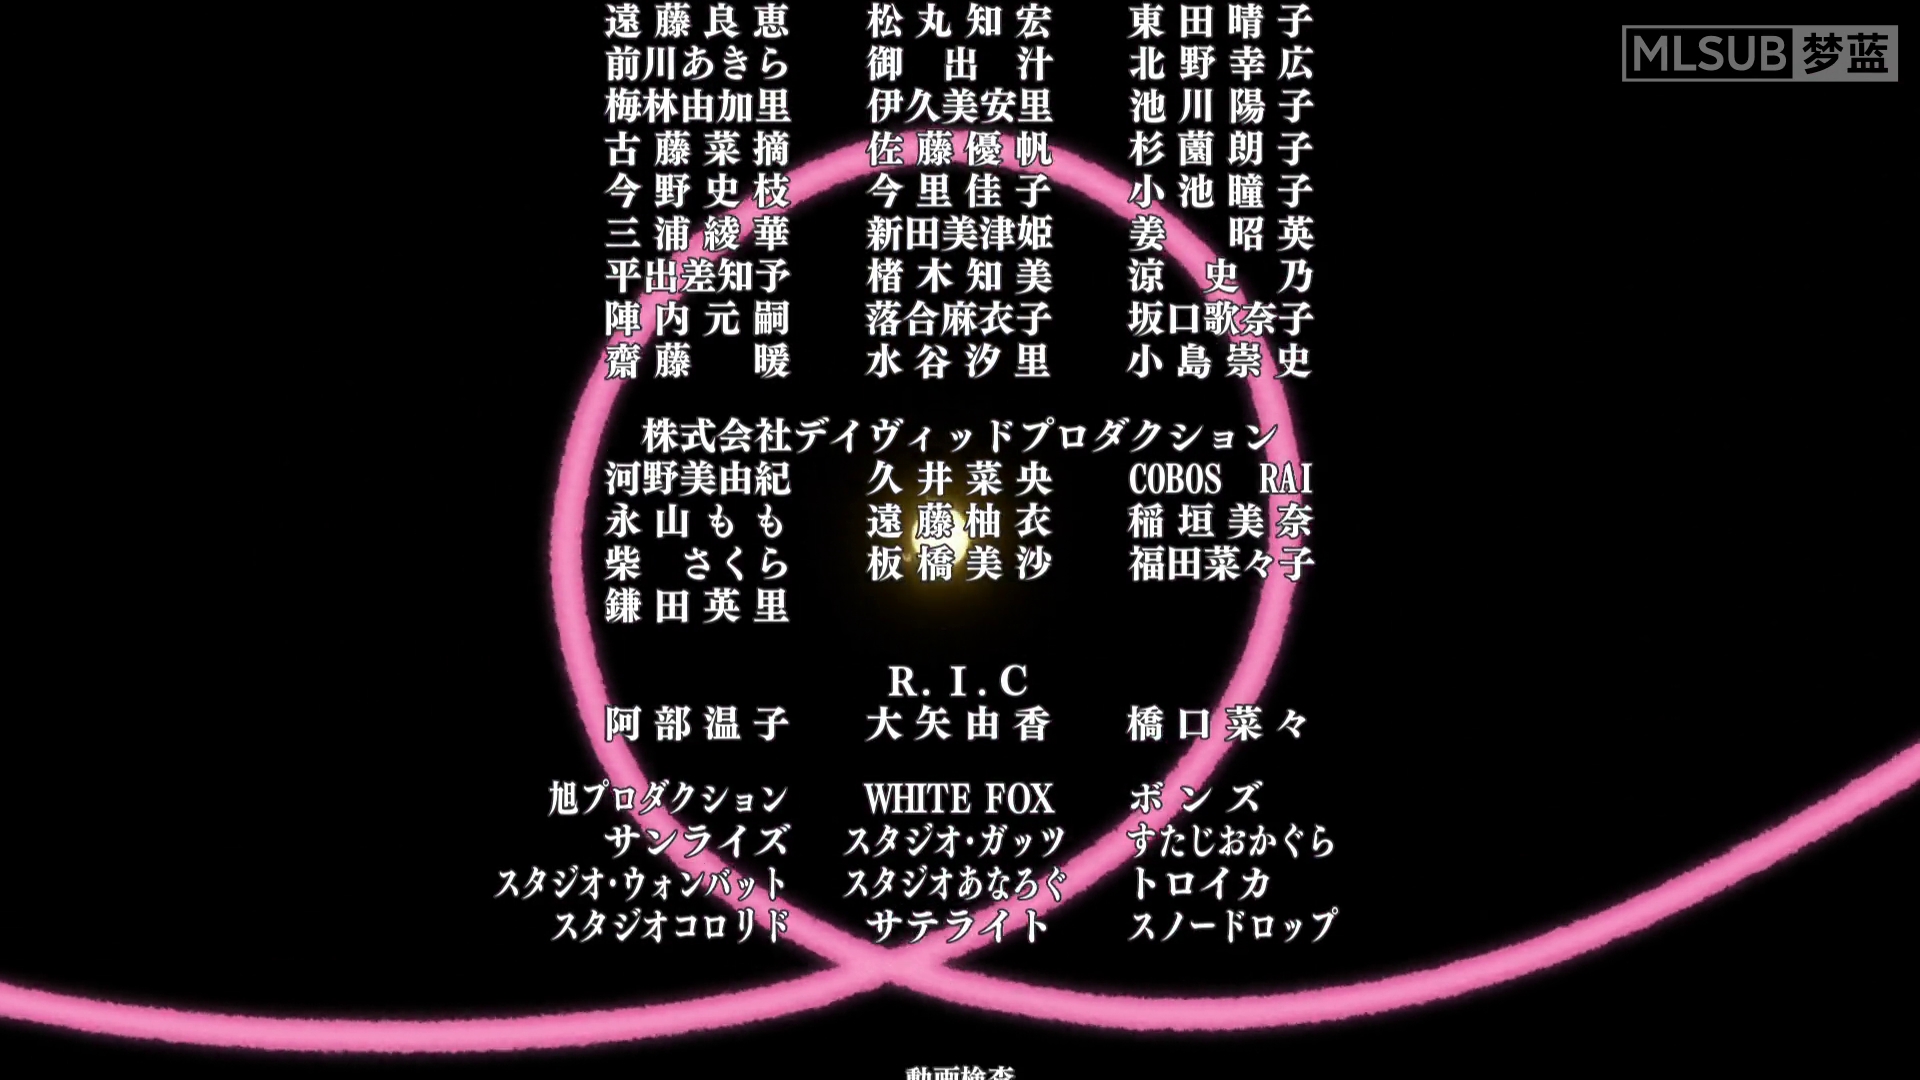 MLSUB梦蓝
遠藤良恵 松丸知宏 東田晴子
前川あきら 御出汁 北野幸広
梅林由加里 伊久美安里 池川陽子
古藤菜摘 佐藤優帆 杉薗朗子
今野史枝 今里佳子 小池瞳子
三浦綾華 新田美津姫 姜昭英
平出差知予 楮木知美 涼史乃
陣内元嗣 落合麻衣子 坂口歌奈子
齋藤暖 水谷汐里 小島崇史
株式会社デイヴィッドプロダクション
河野美由紀 久井菜央 COBOS RAI
永山もも 遠藤柚衣 稲垣美奈
柴さくら 板橋美沙 福田菜々子
鎌田英里
R.I.C
阿部温子 大矢由香 橋口菜々
旭プロダクション WHITE FOX ボンズ
サンライズ スタジオ・ガッツ すたじおかぐら
スタジオ・ウォンバット スタジオあなろぐ トロイカ
スタジオコロリド サテライト スノードロップ
動画検査